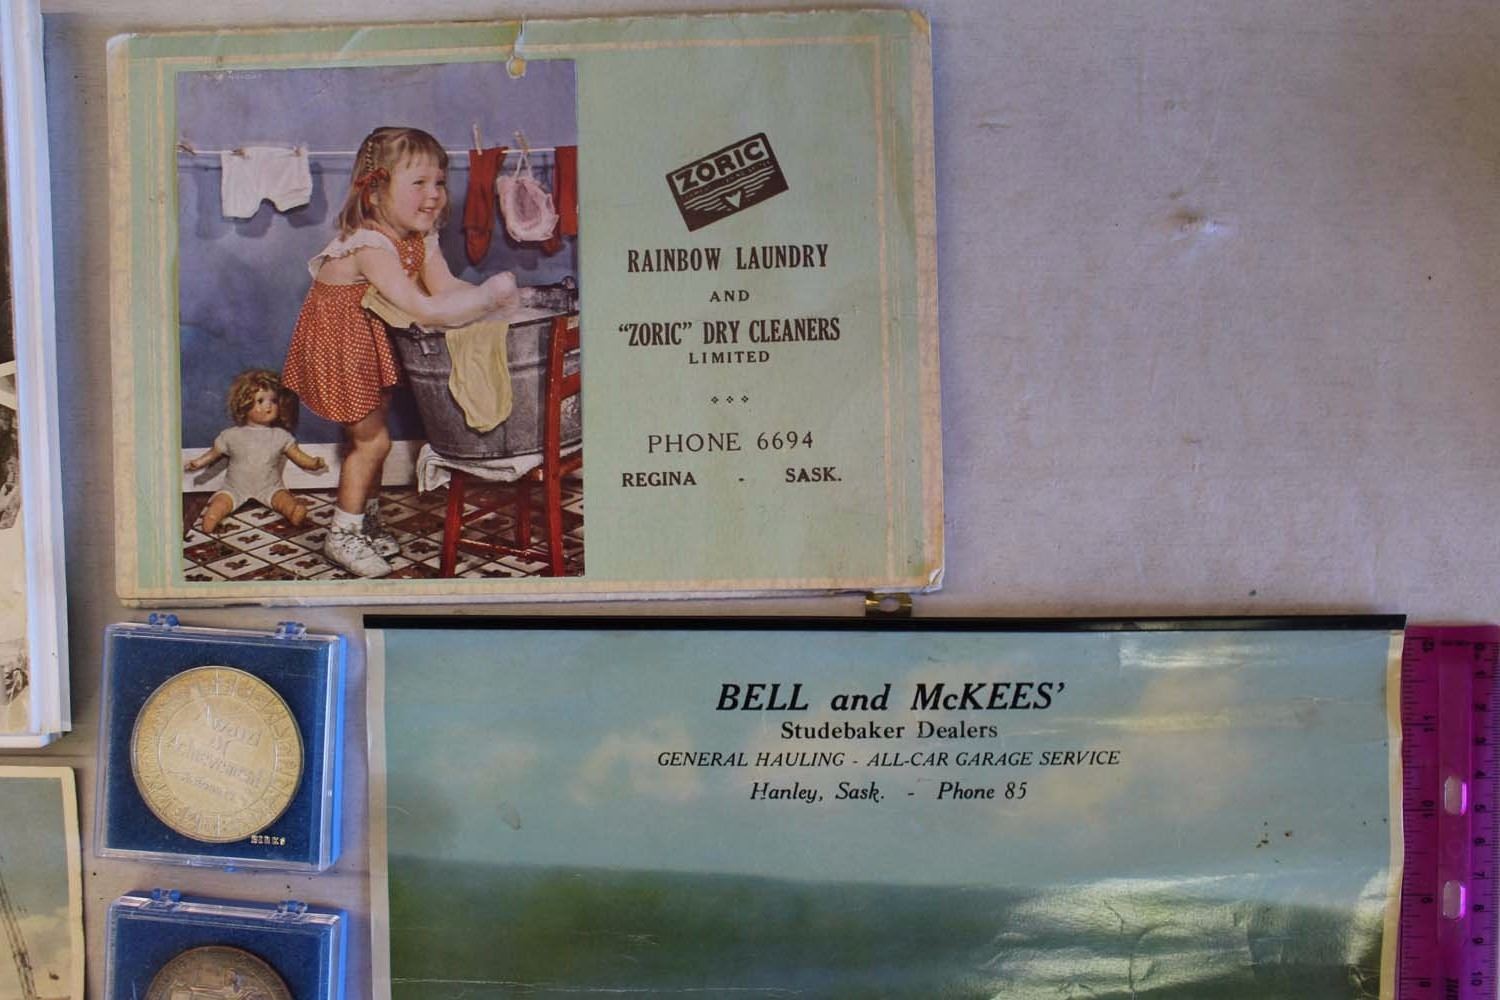 ZORIC
RAINBOW LAUNDRY
AND
"ZORIC" DRY CLEANERS
LIMITED
PHONE 6694
REGINA - SASK.
Award
of
Achievement
BIRKS
BELL and McKEES'
Studebaker Dealers
GENERAL HAULING - ALL-CAR GARAGE SERVICE
Hanley, Sask. - Phone 85